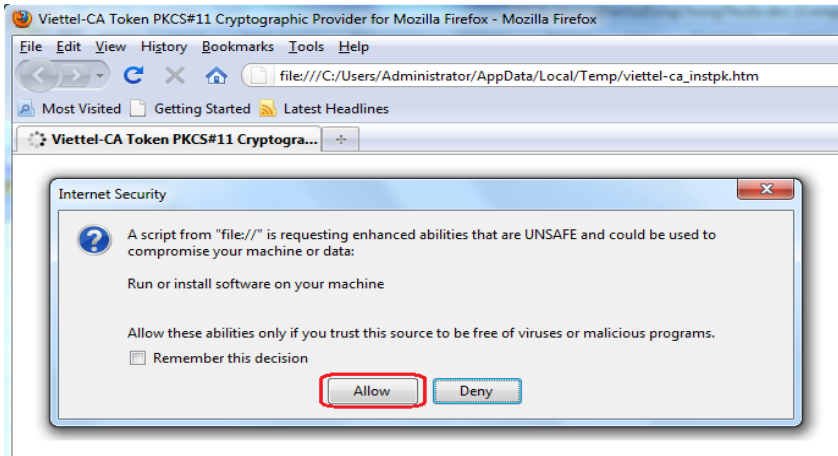 Viettel-CA Token PKCS#11 Cryptographic Provider for Mozilla Firefox - Mozilla Firefox
File Edit View History Bookmarks Tools Help
file:///C:/Users/Administrator/AppData/Local/Temp/viettel-ca_instpk.htm
Most Visited Getting Started Latest Headlines
Viettel-CA Token PKCS#11 Cryptogra...
Internet Security
A script from "file://" is requesting enhanced abilities that are UNSAFE and could be used to
compromise your machine or data:
Run or install software on your machine
Allow these abilities only if you trust this source to be free of viruses or malicious programs.
Remember this decision
Allow Deny